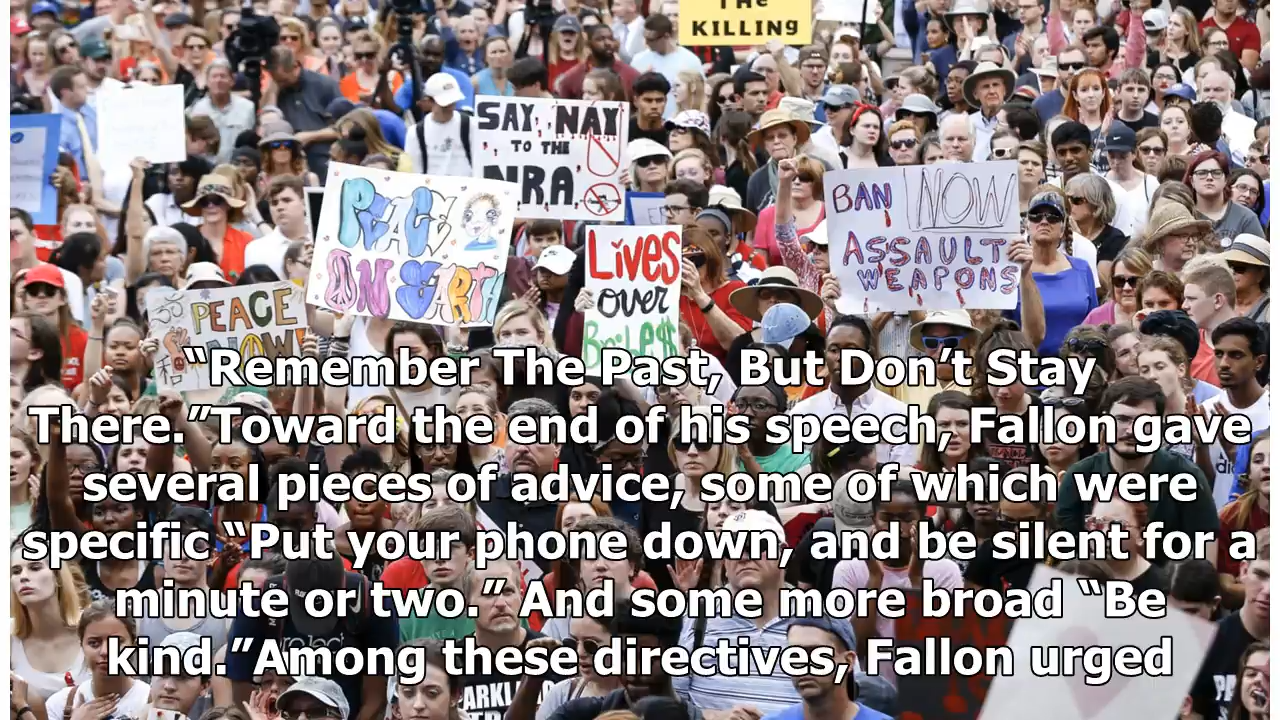 THE
KILLING
SAY NAY
TO THE
NRA
PEACE
ON EARTH
BAN NOW
ASSAULT
WEAPONS
LiVES
over
PEACE
NOW!
“Remember The Past, But Don’t Stay
There.”Toward the end of his speech, Fallon gave
several pieces of advice, some of which were
specific “Put your phone down, and be silent for a
minute or two.” And some more broad “Be
kind.”Among these directives, Fallon urged
PARKLAND